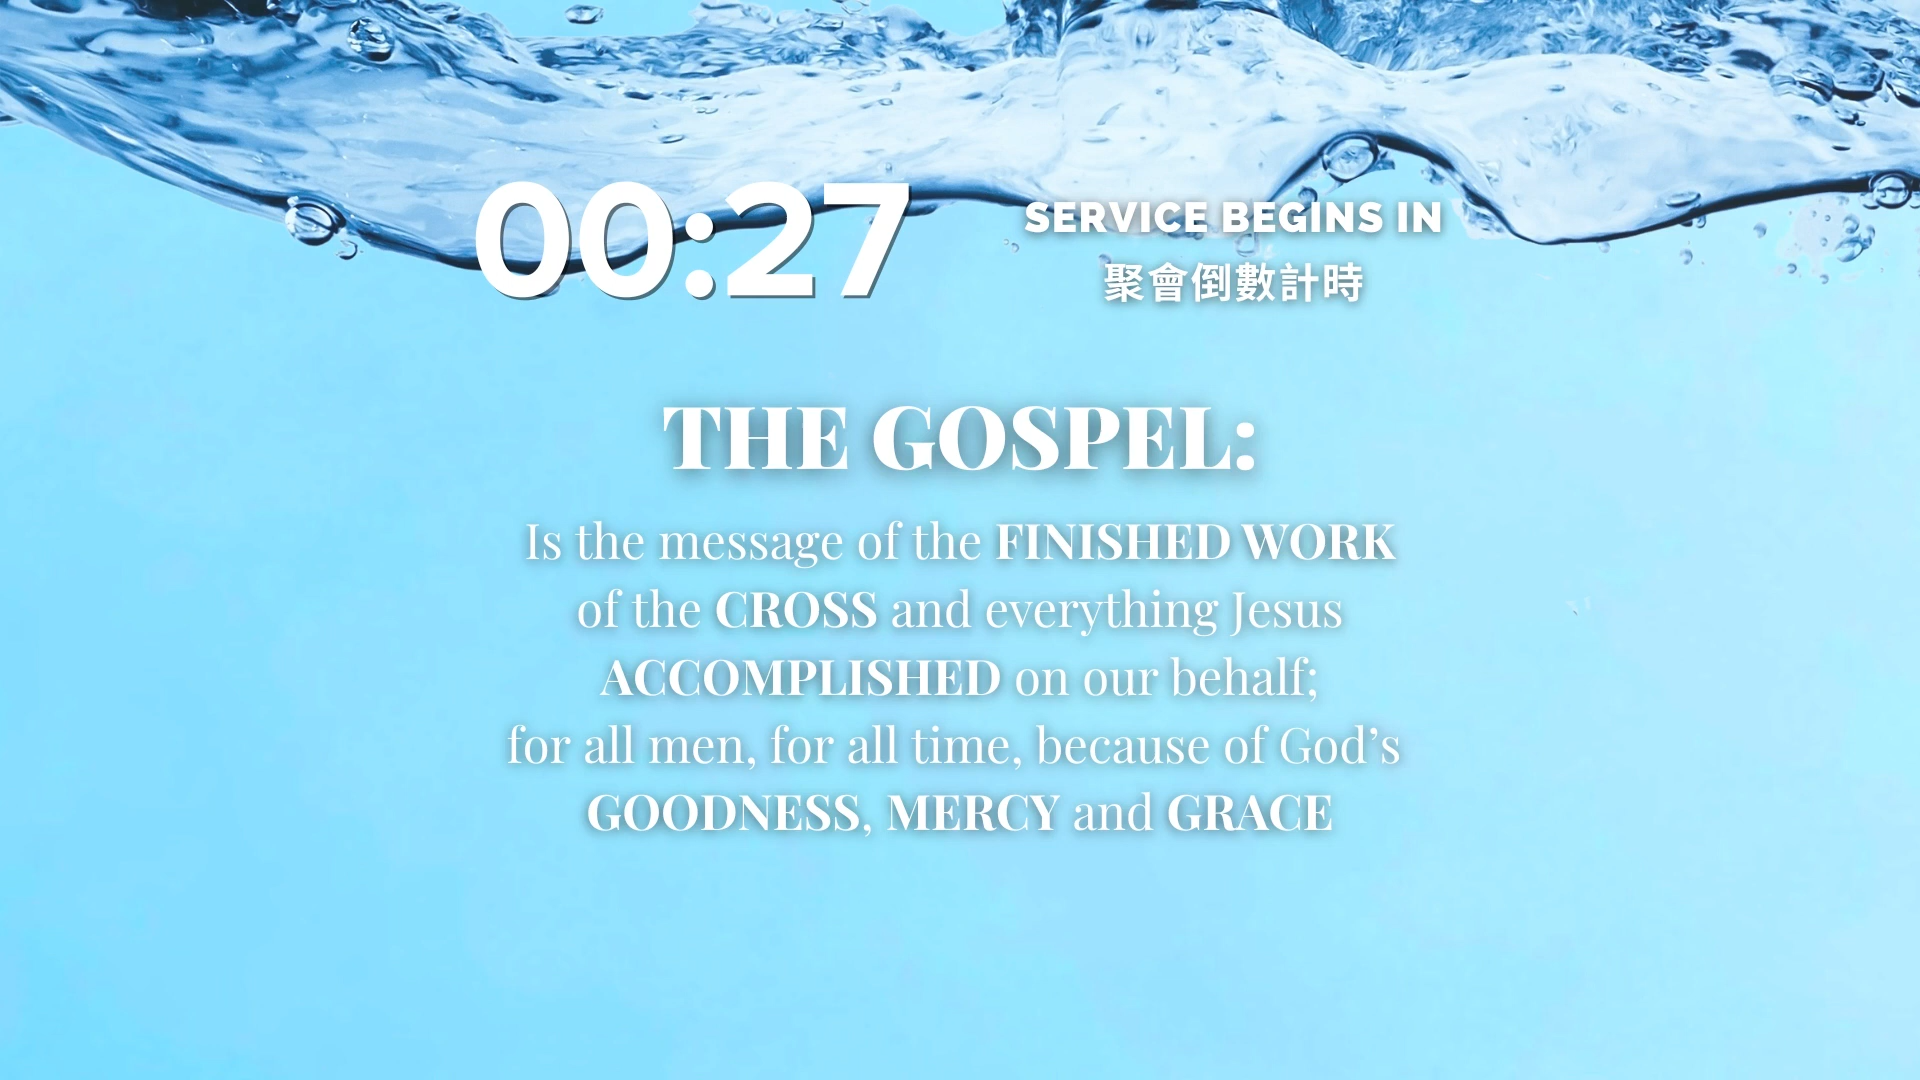 00:27
SERVICE BEGINS IN
聚會倒數計時
THE GOSPEL:
Is the message of the FINISHED WORK
of the CROSS and everything Jesus
ACCOMPLISHED on our behalf;
for all men, for all time, because of God’s
GOODNESS, MERCY and GRACE